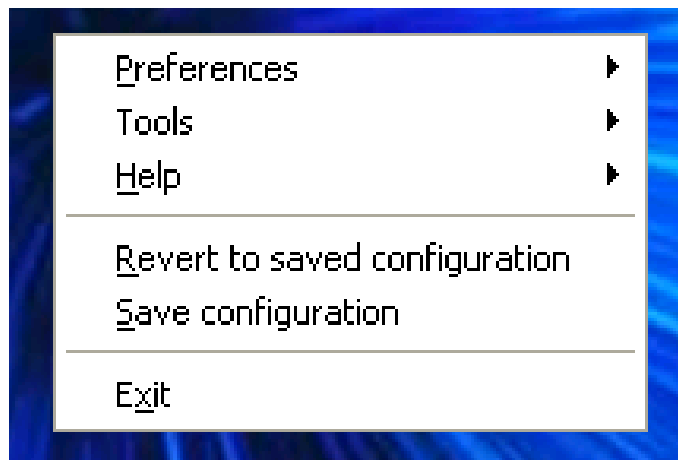 Preferences
Tools
Help
Revert to saved configuration
Save configuration
Exit